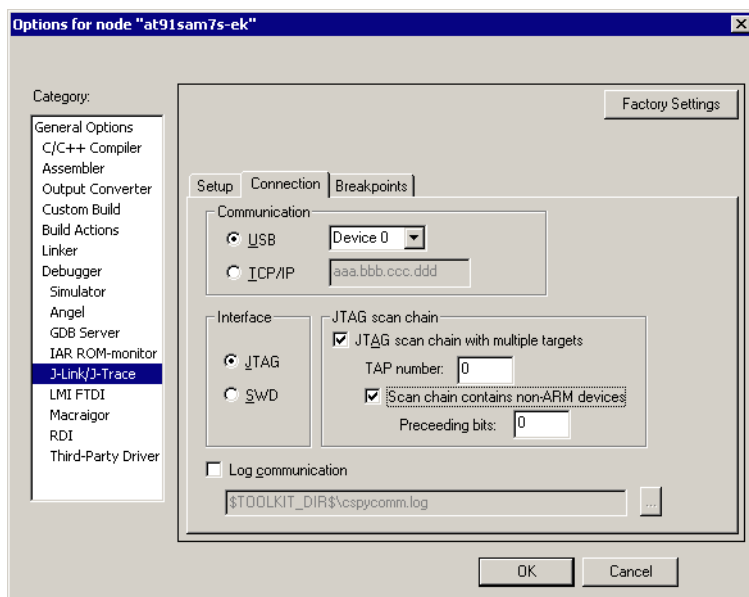 Options for node "at91sam7s-ek"
Category:
General Options
C/C++ Compiler
Assembler
Output Converter
Custom Build
Build Actions
Linker
Debugger
Simulator
Angel
GDB Server
IAR ROM-monitor
J-Link/J-Trace
LMI FTDI
Macraigor
RDI
Third-Party Driver
Factory Settings
Setup Connection Breakpoints
Communication
USB Device 0
TCP/IP aaa.bbb.ccc.ddd
Interface
JTAG
SWD
JTAG scan chain
JTAG scan chain with multiple targets
TAP number: 0
Scan chain contains non-ARM devices
Preceeding bits: 0
Log communication
$TOOLKIT_DIR$\cspycomm.log ...
OK Cancel